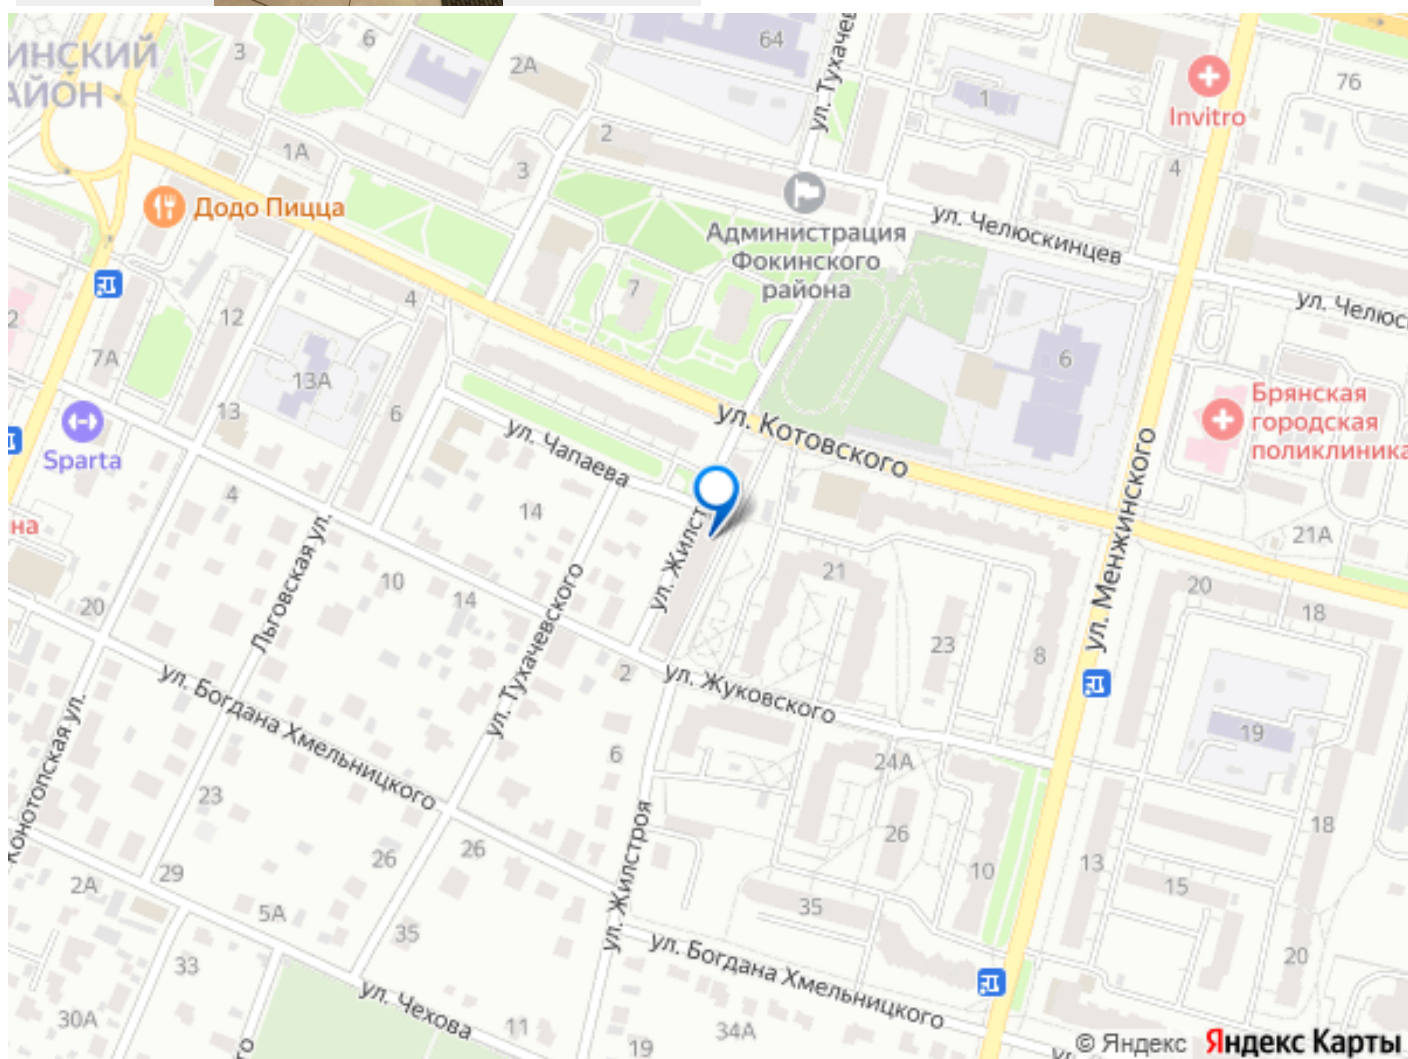 ИНСКИЙ
АЙОН
3
6
2А
64
ул. Тухачев
1
Invitro
76
1А
3
2
4
Додо Пицца
Администрация
Фокинского
района
ул. Челюскинцев
ул. Челюс
2
12
4
7
7А
13А
6
13
Sparta
6
Брянская
городская
поликлиника
ул. Котовского
ул. Чапаева
4
14
на
ул. Жилст
21А
20
10
14
Льговская ул.
ул. Тухачевского
21
23
8
ул. Менжинского
20
18
2
ул. Жуковского
ул. Богдана Хмельницкого
6
24А
19
Конотопская ул.
23
26
18
26
26
ул. Жилстроя
10
13
15
29
2А
5А
35
35
33
ул. Богдана Хмельницкого
20
30А
ул. Чехова
11
19
34А
© Яндекс Яндекс Карты